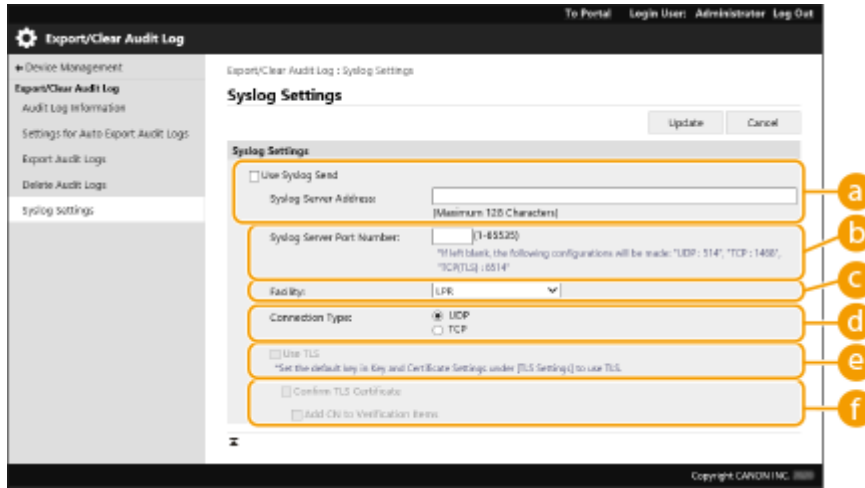 To Portal Login User: Administrator Log Out
Export/Clear Audit Log
Device Management
Export/Clear Audit Log : Syslog Settings
Export/Clear Audit Log
Audit Log Information
Settings for Auto Export Audit Logs
Export Audit Logs
Delete Audit Logs
Syslog Settings
Syslog Settings
Update Cancel
Syslog Settings
Use Syslog Send
Syslog Server Address:
(Maximum 128 Characters)
a
Syslog Server Port Number: (1-65535)
*If left blank, the following configurations will be made: "UDP : 514", "TCP : 1468",
"TCP(TLS) : 6514"
b
Facility: LPR
c
Connection Type: UDP
TCP
d
Use TLS
*Set the default key in Key and Certificate Settings under [TLS Settings] to use TLS.
e
Confirm TLS Certificate
Add CN to Verification Items
f
Copyright CANON INC.